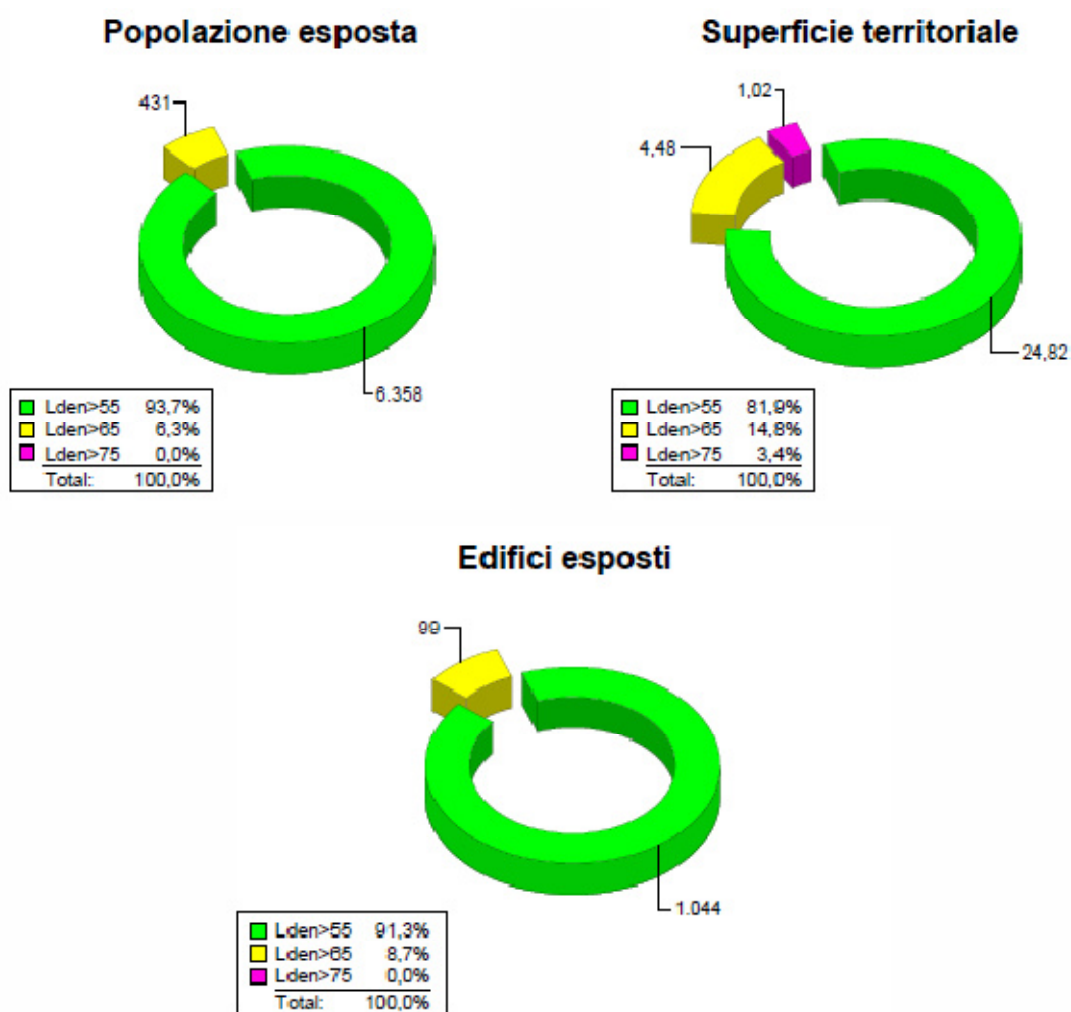 Popolazione esposta
431
6.358
Lden>55 93,7%
Lden>65 6,3%
Lden>75 0,0%
Total: 100,0%
Superficie territoriale
1,02
4,48
24,82
Lden>55 81,9%
Lden>65 14,8%
Lden>75 3,4%
Total: 100,0%
Edifici esposti
99
1.044
Lden>55 91,3%
Lden>65 8,7%
Lden>75 0,0%
Total: 100,0%